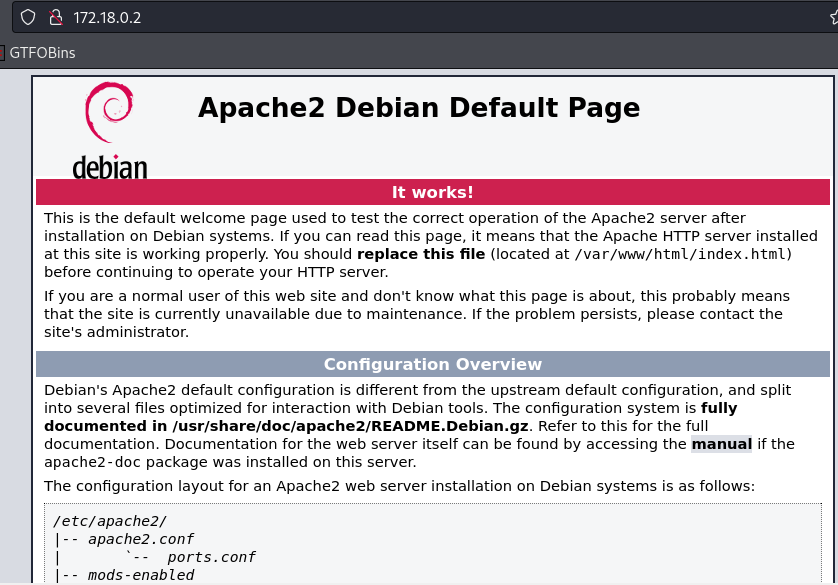 172.18.0.2
GTFOBins
Apache2 Debian Default Page
debian
It works!
This is the default welcome page used to test the correct operation of the Apache2 server after
installation on Debian systems. If you can read this page, it means that the Apache HTTP server installed
at this site is working properly. You should replace this file (located at /var/www/html/index.html)
before continuing to operate your HTTP server.
If you are a normal user of this web site and don't know what this page is about, this probably means
that the site is currently unavailable due to maintenance. If the problem persists, please contact the
site's administrator.
Configuration Overview
Debian's Apache2 default configuration is different from the upstream default configuration, and split
into several files optimized for interaction with Debian tools. The configuration system is fully
documented in /usr/share/doc/apache2/README.Debian.gz. Refer to this for the full
documentation. Documentation for the web server itself can be found by accessing the manual if the
apache2-doc package was installed on this server.
The configuration layout for an Apache2 web server installation on Debian systems is as follows:
/etc/apache2/
|-- apache2.conf
|       `--  ports.conf
|-- mods-enabled